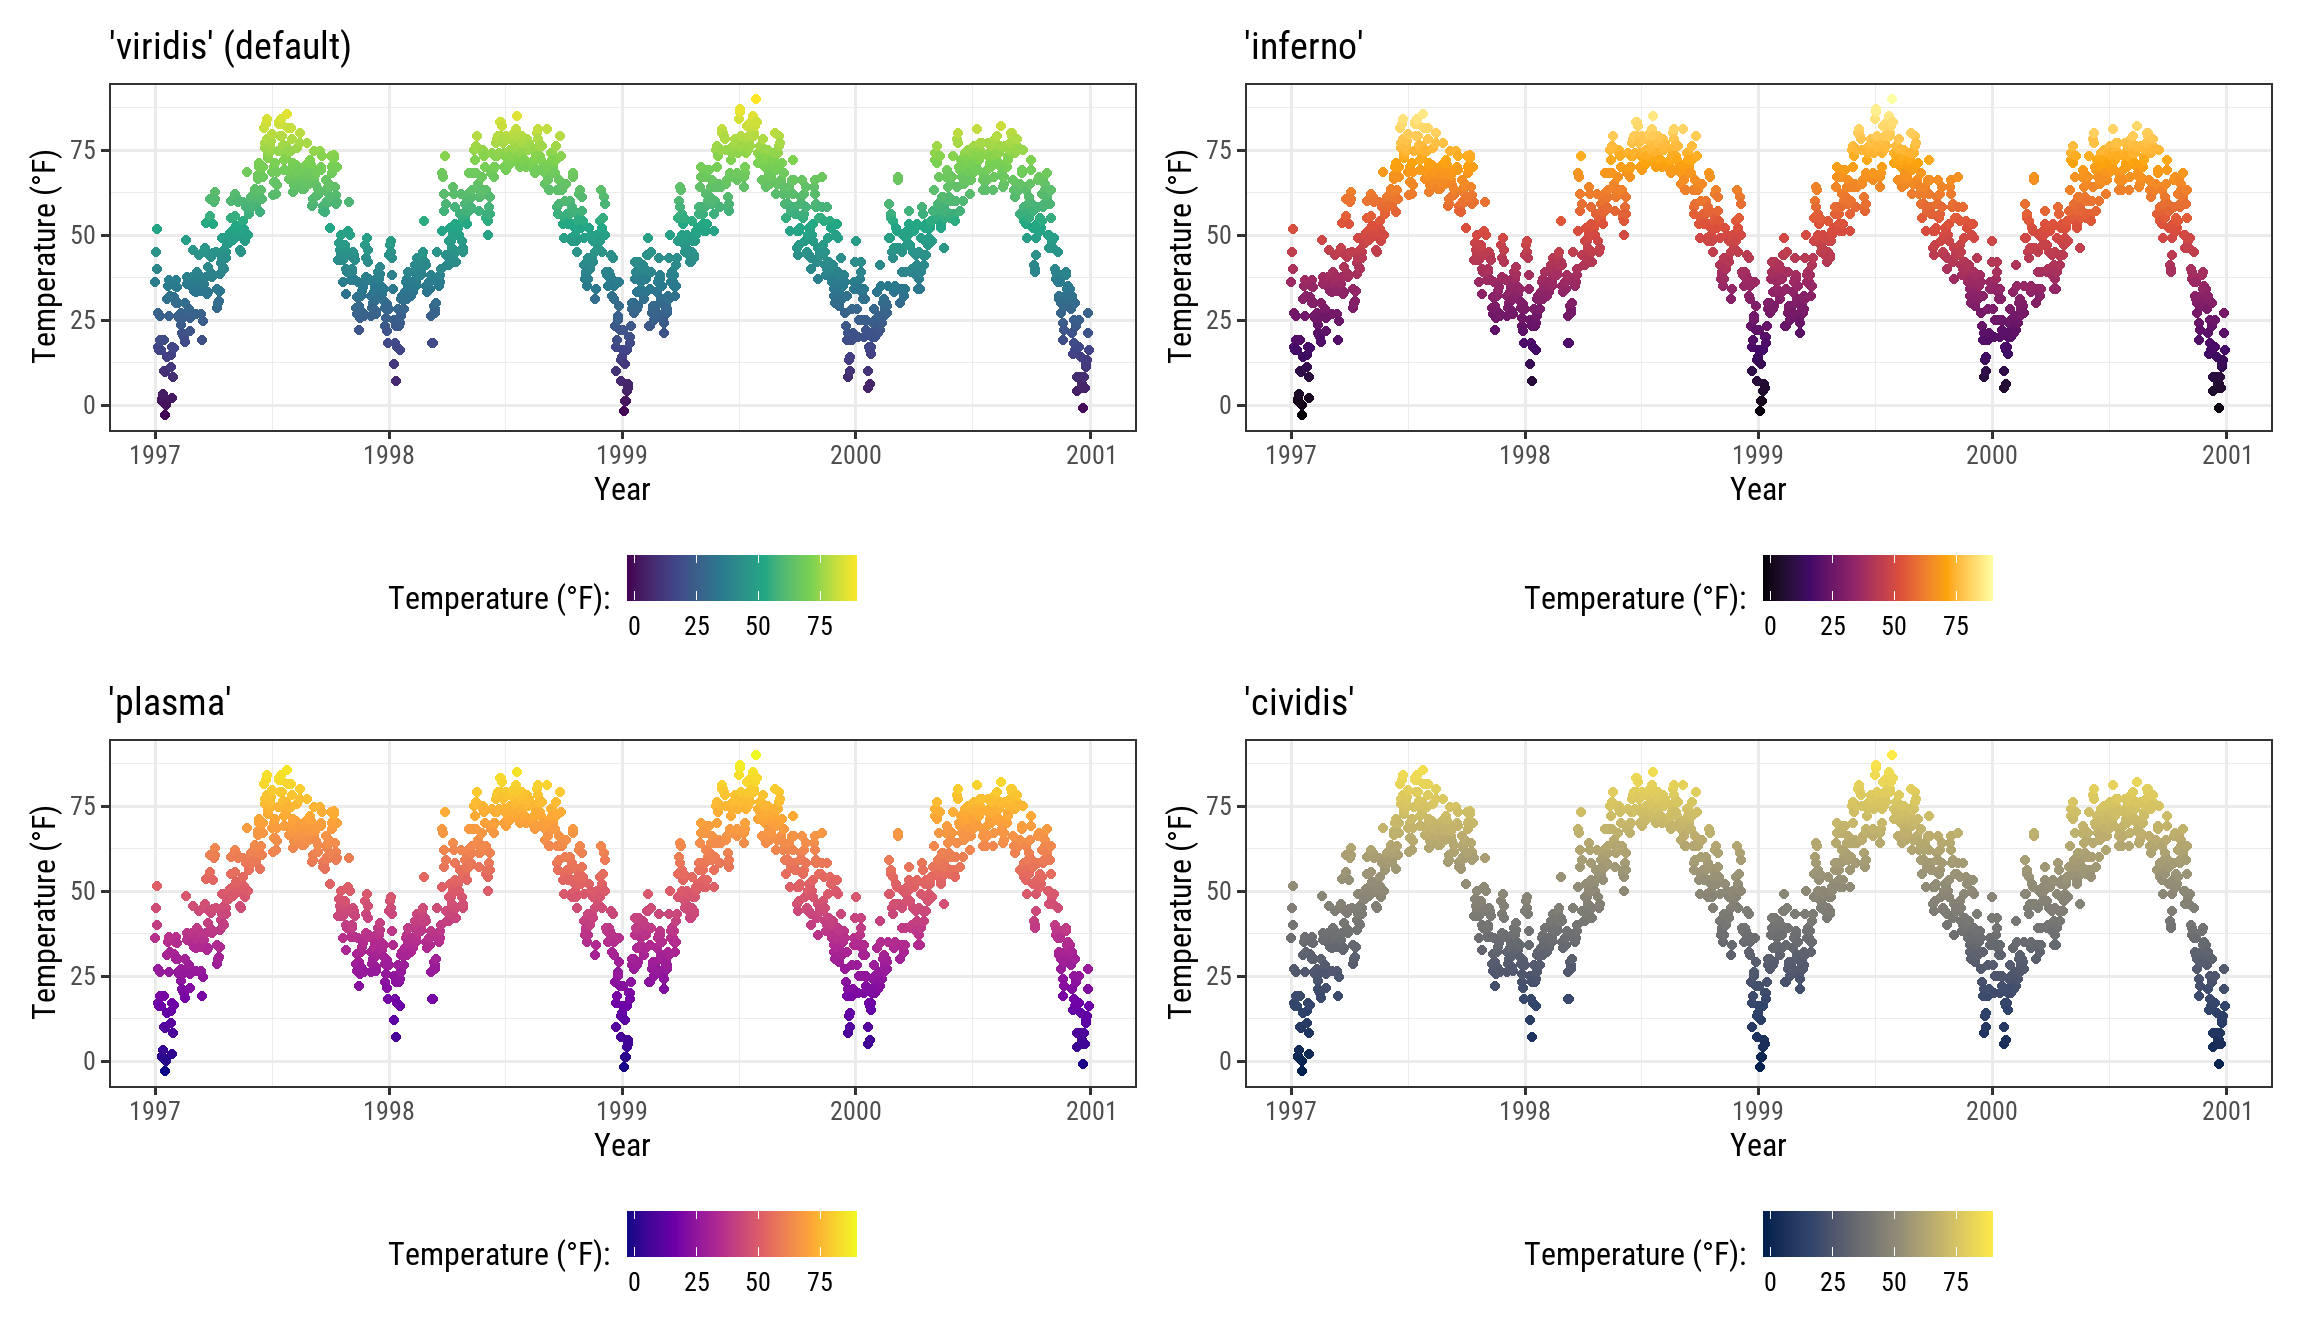 'viridis' (default)
Temperature (°F)
75
50
25
0
1997 1998 1999 2000 2001
Year
Temperature (°F):
0 25 50 75
'inferno'
Temperature (°F)
75
50
25
0
1997 1998 1999 2000 2001
Year
Temperature (°F):
0 25 50 75
'plasma'
Temperature (°F)
75
50
25
0
1997 1998 1999 2000 2001
Year
Temperature (°F):
0 25 50 75
'cividis'
Temperature (°F)
75
50
25
0
1997 1998 1999 2000 2001
Year
Temperature (°F):
0 25 50 75